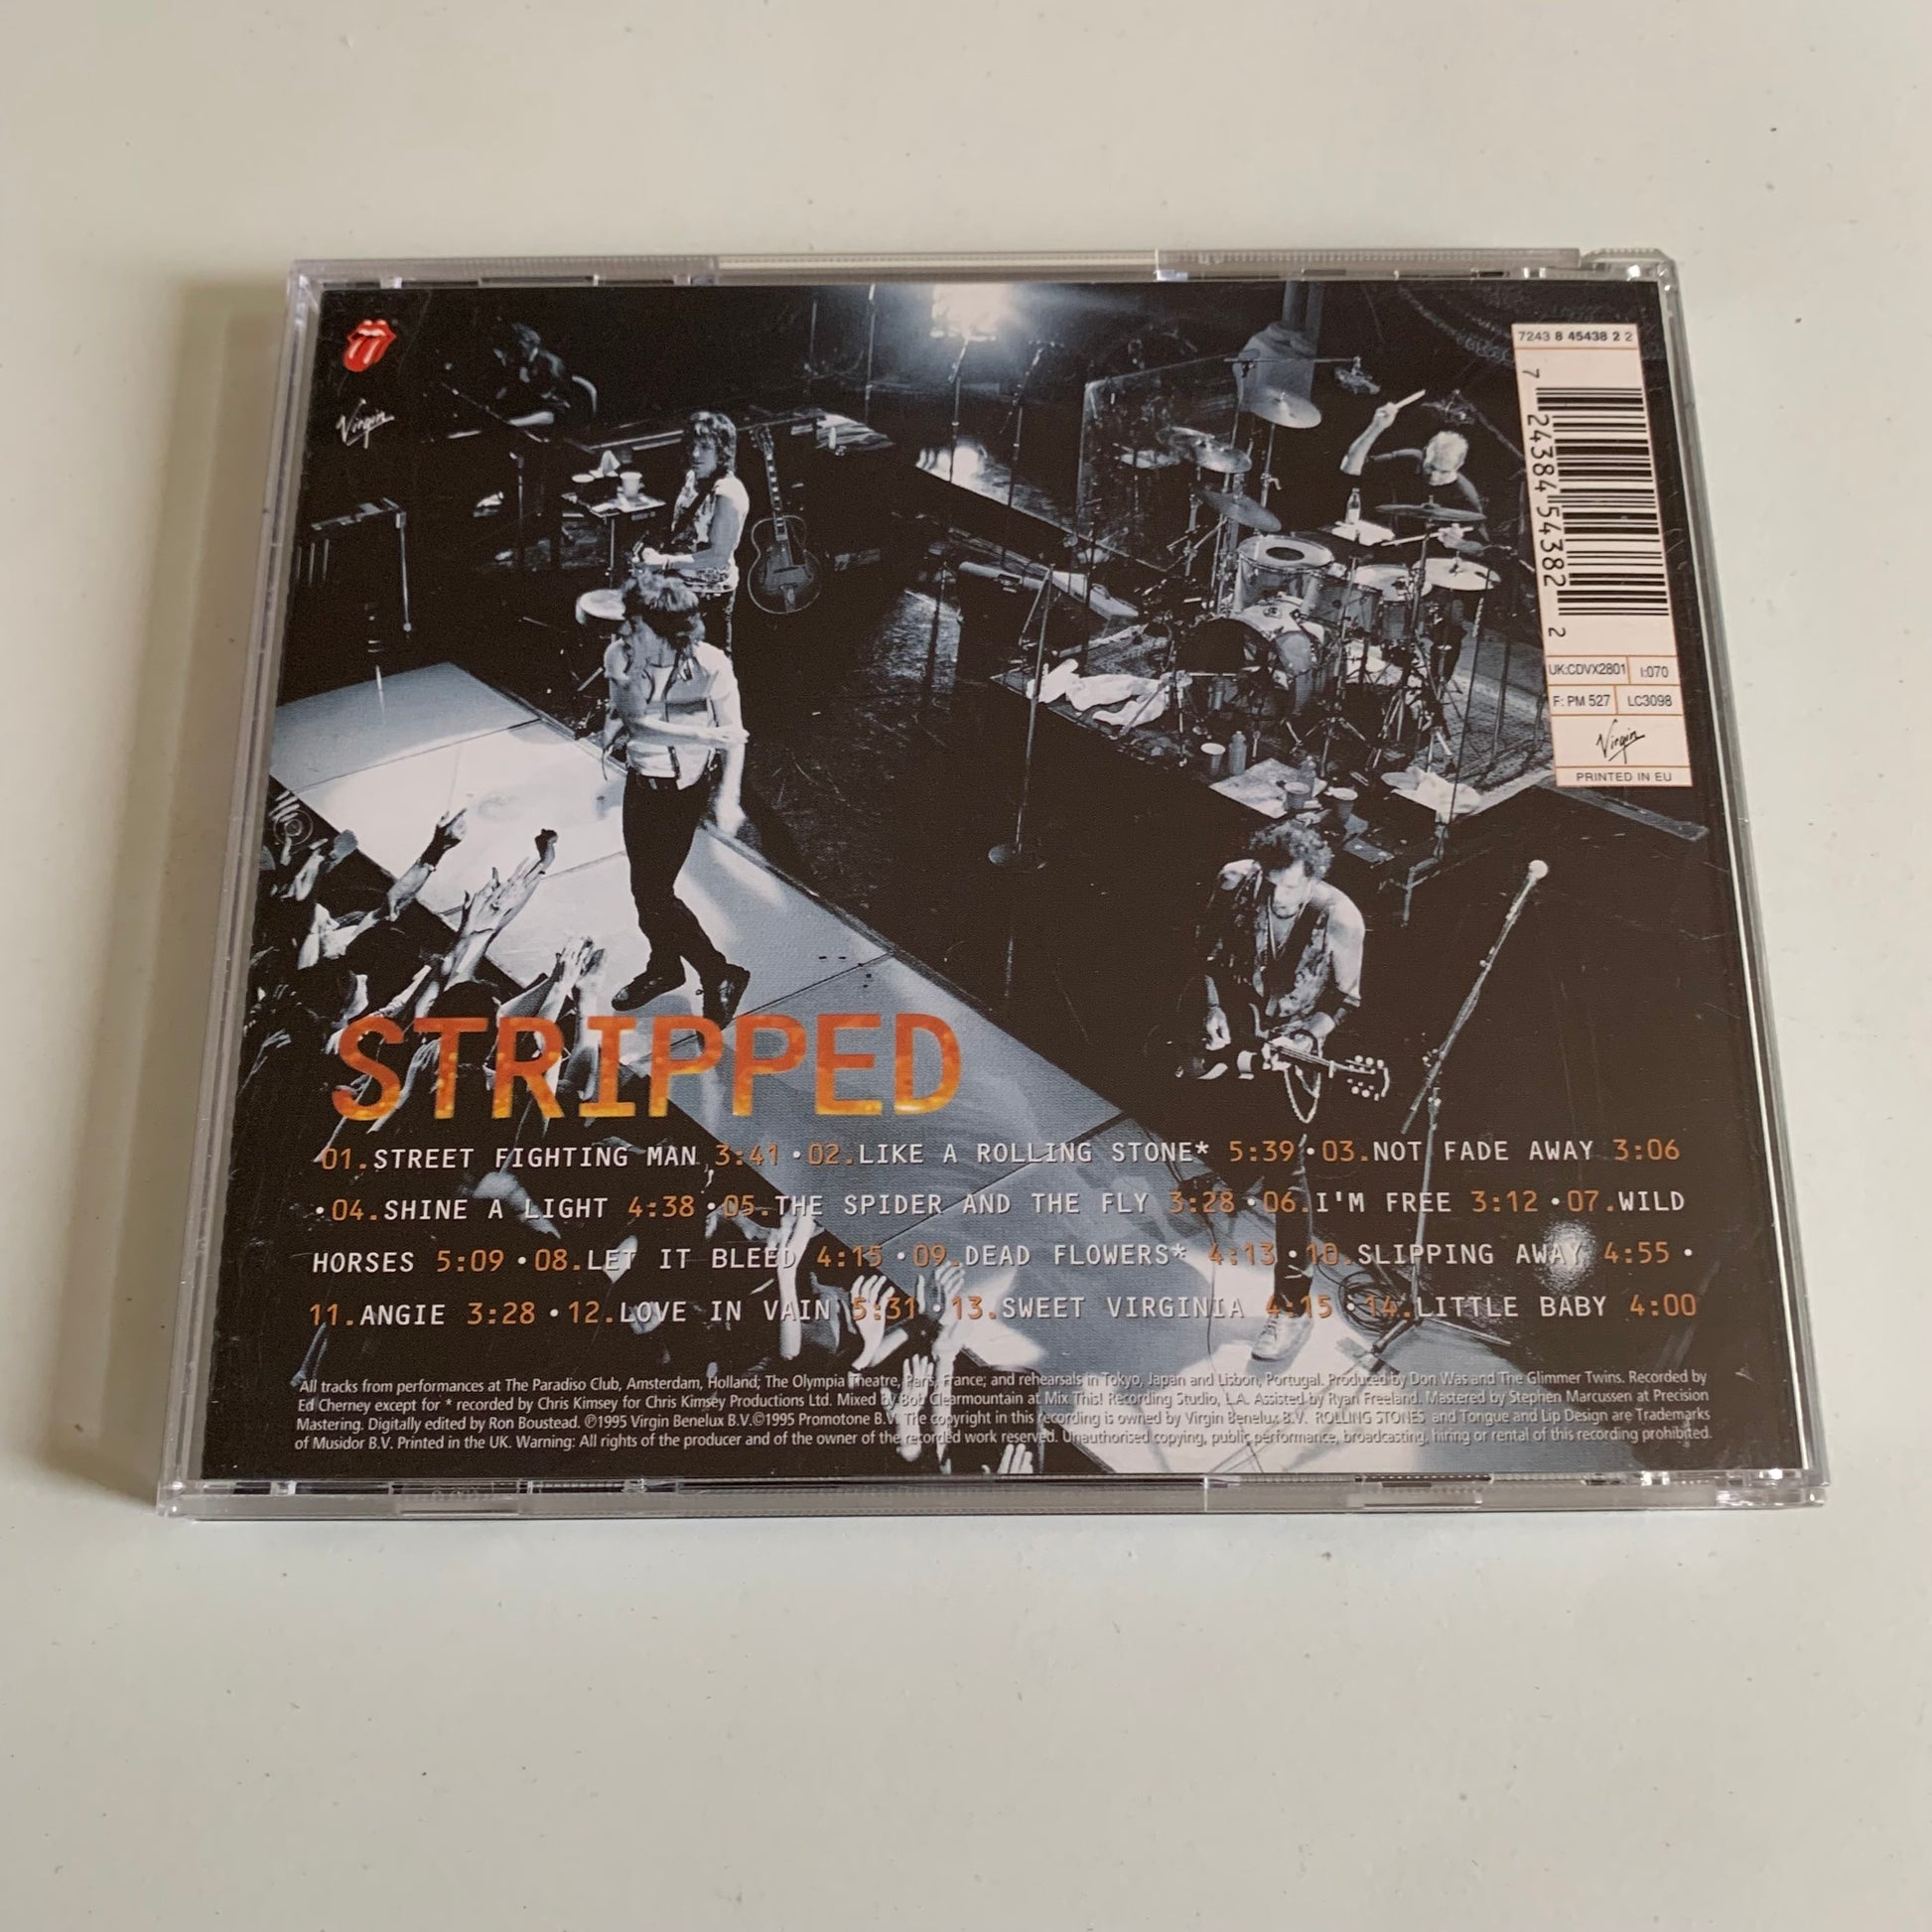 Virgin
7243 8 45438 2 2
7 24384 54382 2
UK:CDVX2801 I:070
F: PM 527 LC3098
Virgin
PRINTED IN EU
STRIPPED
01.STREET FIGHTING MAN 3:41 • 02.LIKE A ROLLING STONE* 5:39 • 03.NOT FADE AWAY 3:06
• 04.SHINE A LIGHT 4:38 • 05.THE SPIDER AND THE FLY 3:28 • 06.I'M FREE 3:12 • 07.WILD
HORSES 5:09 • 08.LET IT BLEED 4:15 • 09.DEAD FLOWERS* 4:13 • 10.SLIPPING AWAY 4:55 •
11.ANGIE 3:28 • 12.LOVE IN VAIN 5:31 • 13.SWEET VIRGINIA 4:15 • 14.LITTLE BABY 4:00
All tracks from performances at The Paradiso Club, Amsterdam, Holland; The Olympia Theatre, Paris, France; and rehearsals in Tokyo, Japan and Lisbon, Portugal. Produced by Don Was and The Glimmer Twins. Recorded by
Ed Cherney except for * recorded by Chris Kimsey for Chris Kimsey Productions Ltd. Mixed by Bob Clearmountain at Mix This! Recording Studio, L.A. Assisted by Ryan Freeland. Mastered by Stephen Marcussen at Precision
Mastering. Digitally edited by Ron Boustead. ℗1995 Virgin Benelux B.V.©1995 Promotone B.V. The copyright in this recording is owned by Virgin Benelux B.V. ROLLING STONES and Tongue and Lip Design are Trademarks
of Musidor B.V. Printed in the UK. Warning: All rights of the producer and of the owner of the recorded work reserved. Unauthorised copying, public performance, broadcasting, hiring or rental of this recording prohibited.